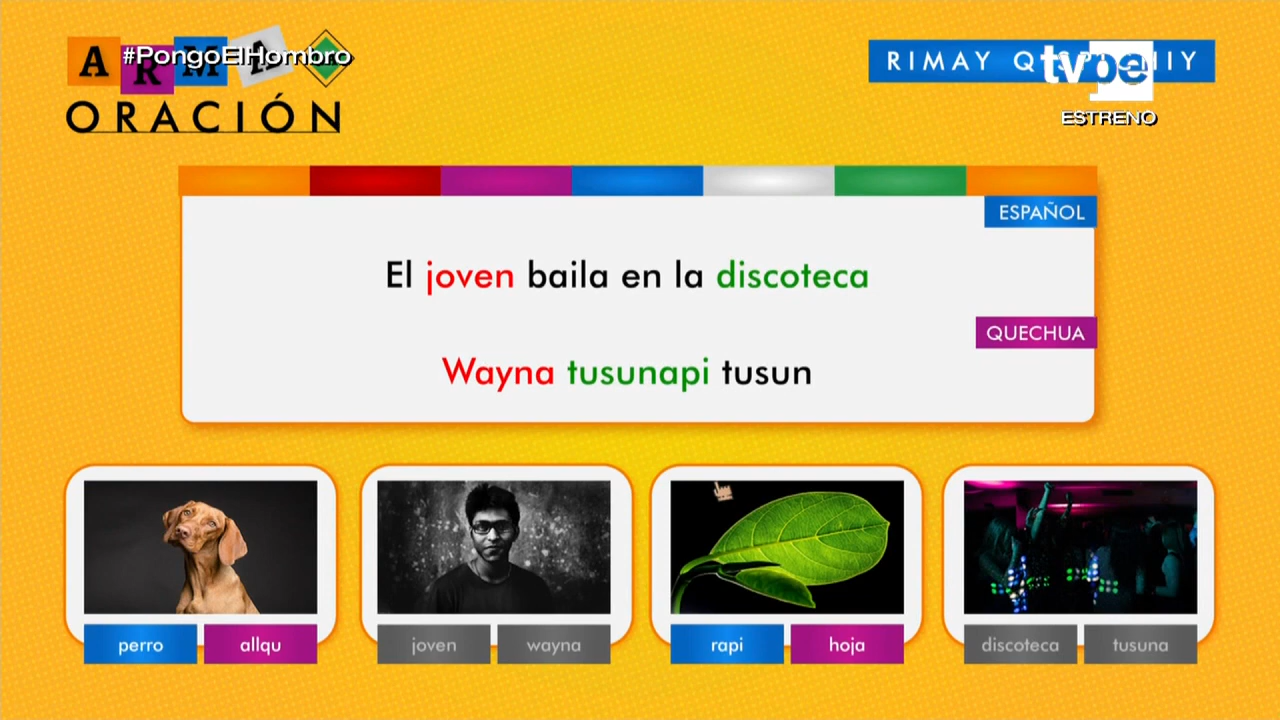 ARMA LA
#PongoElHombro
ORACIÓN
RIMAY
tvpe
ESTRENO
ESPAÑOL
El joven baila en la discoteca
QUECHUA
Wayna tusunapi tusun
perro allqu
joven wayna
rapi hoja
discoteca tusuna